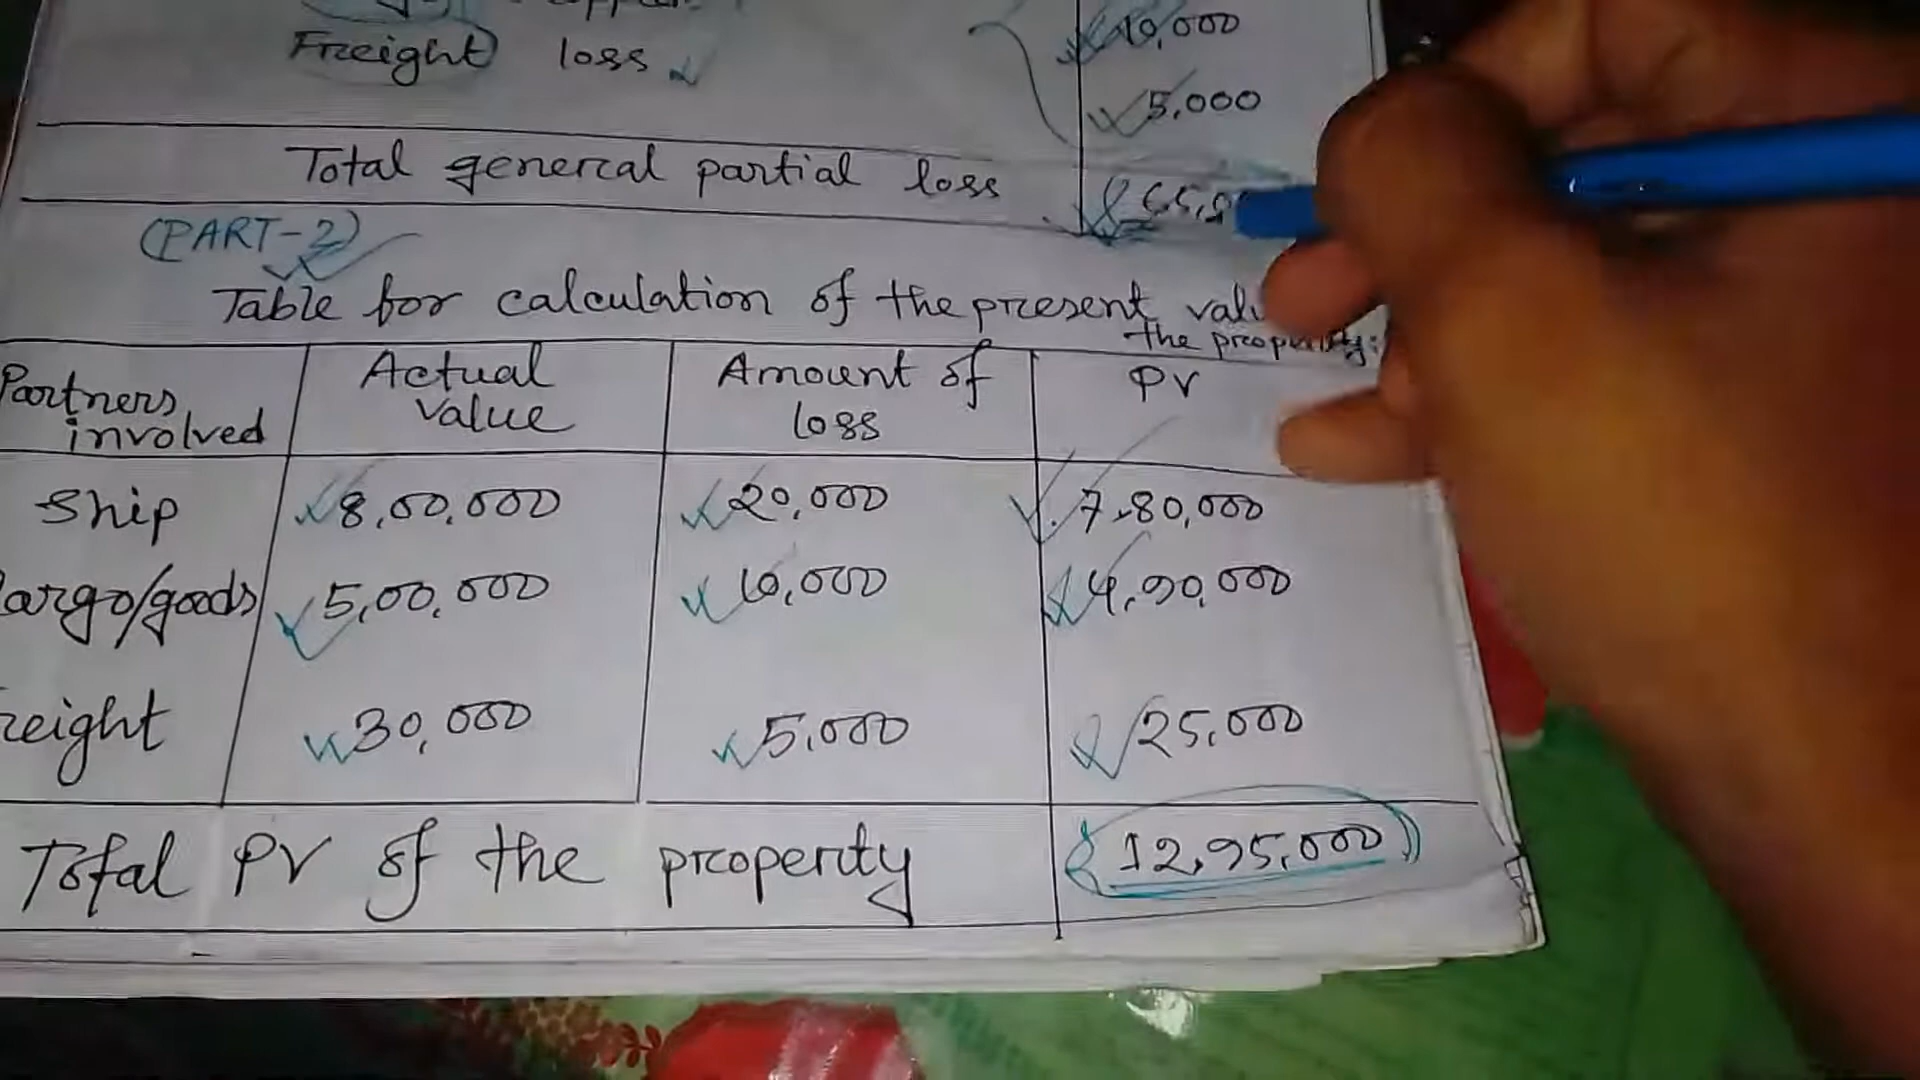 10,000
Freight loss
5,000
Total general partial loss
(PART-2)
Table for calculation of the present
the property:
Partners involved Actual value Amount of loss PV
Ship 8,00,000 20,000 7,80,000
argo/goods 5,00,000 10,000 4,90,000
reight 30,000 5,000 25,000
Total PV of the property 12,95,000